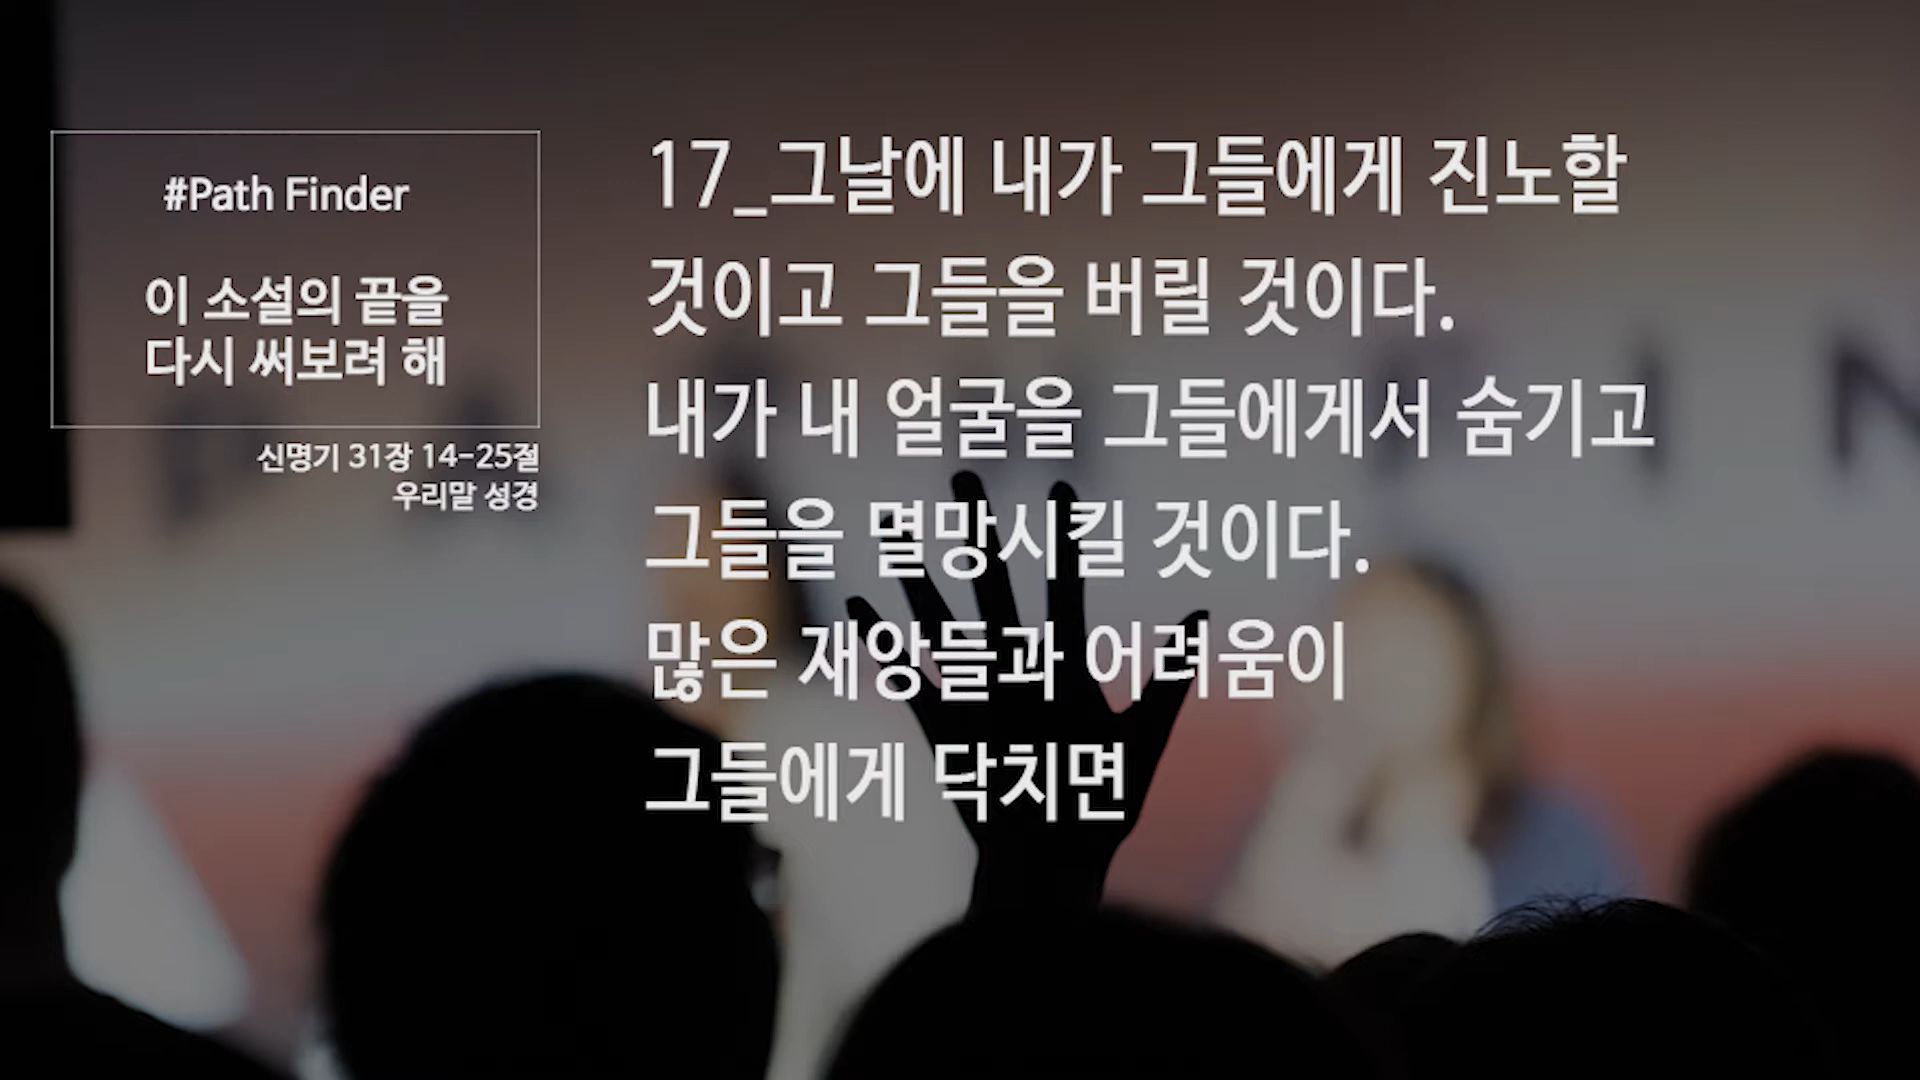 #Path Finder
이 소설의 끝을
다시 써보려 해
신명기 31장 14-25절
우리말 성경
17_그날에 내가 그들에게 진노할
것이고 그들을 버릴 것이다.
내가 내 얼굴을 그들에게서 숨기고
그들을 멸망시킬 것이다.
많은 재앙들과 어려움이
그들에게 닥치면